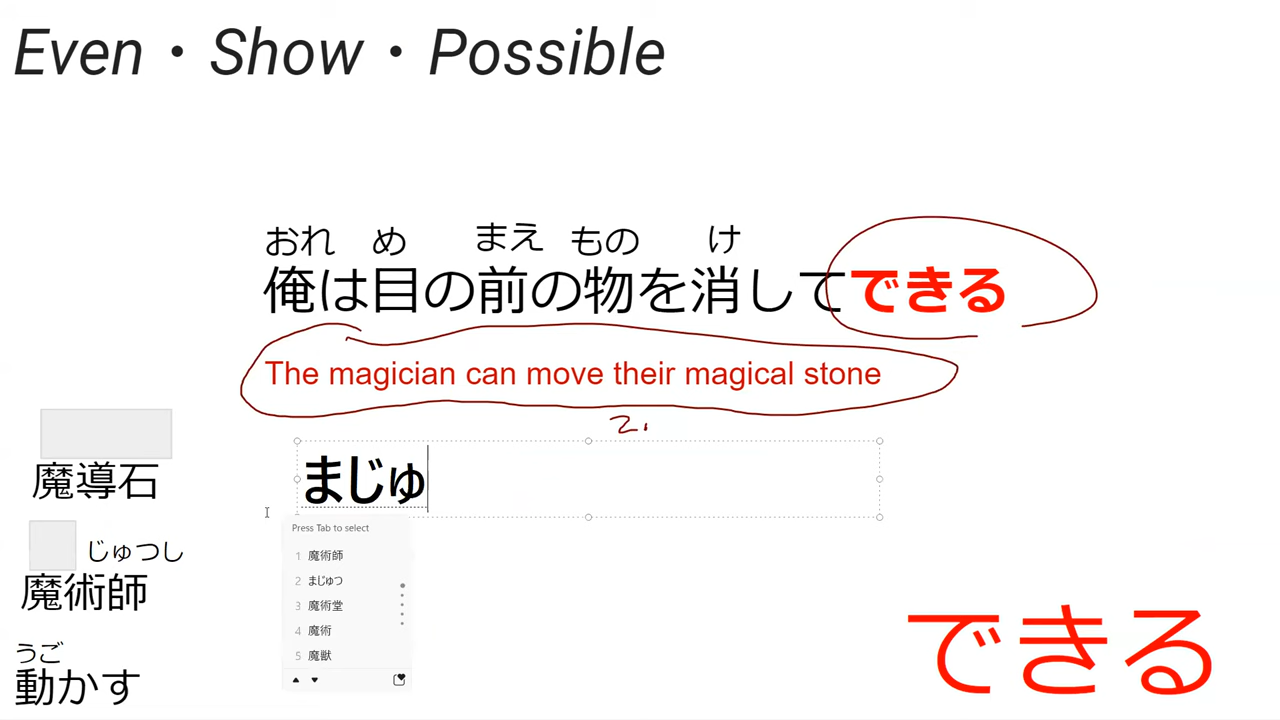 Even・Show・Possible
おれ め まえ もの け
俺は目の前の物を消してできる
The magician can move their magical stone
2.
まじゅ
魔導石
じゅつし
魔術師
うご
動かす
Press Tab to select
1 魔術師
2 まじゅつ
3 魔術堂
4 魔術
5 魔獣
できる